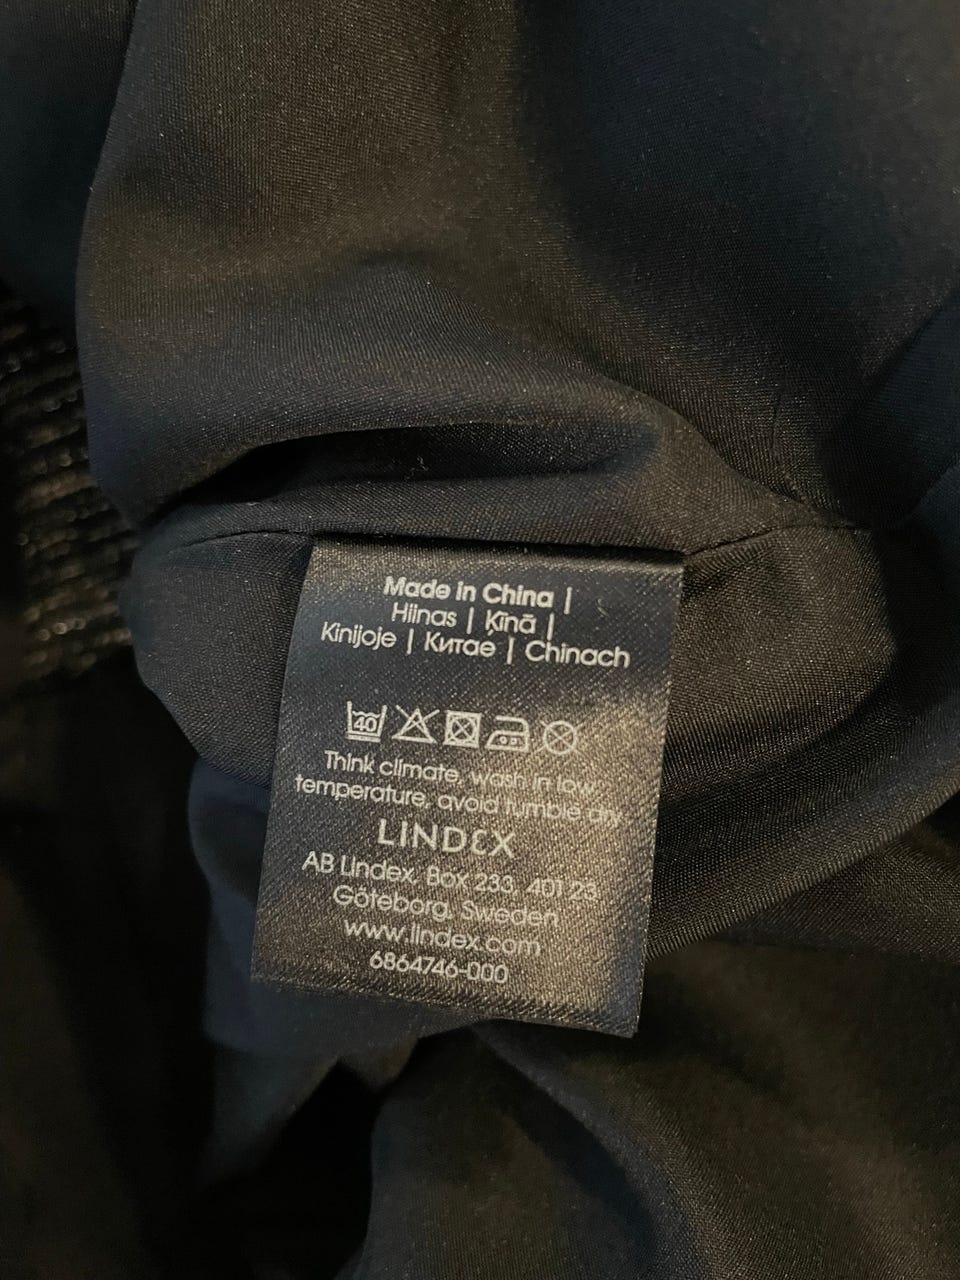 Made in China |
Hiinas | Ķīnā |
Kinijoje | Китае | Chinach
40
Think climate, wash in low
temperature, avoid tumble dry
LINDEX
AB Lindex, Box 233, 401 23
Göteborg, Sweden
www.lindex.com
6864746-000